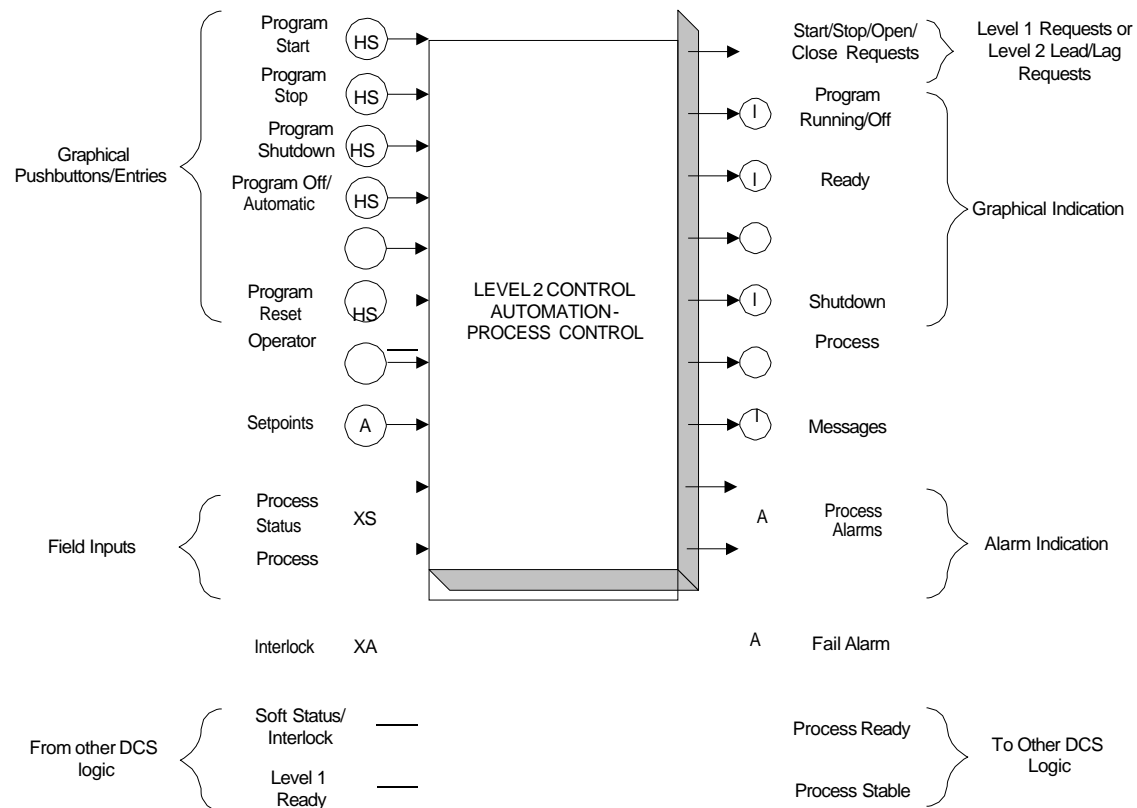 Program
Start
HS
Program
Stop
HS
Program
Shutdown
HS
Program Off/
Automatic
HS
Graphical
Pushbuttons/Entries
Program
Reset
HS
Operator
Setpoints
A
Process
Status
XS
Process
Field Inputs
Interlock
XA
Soft Status/
Interlock
From other DCS
logic
Level 1
Ready
LEVEL 2 CONTROL
AUTOMATION-
PROCESS CONTROL
Start/Stop/Open/
Close Requests
Level 1 Requests or
Level 2 Lead/Lag
Requests
I
Program
Running/Off
I
Ready
Graphical Indication
I
Shutdown
Process
I
Messages
A
Process
Alarms
Alarm Indication
A
Fail Alarm
Process Ready
To Other DCS
Logic
Process Stable